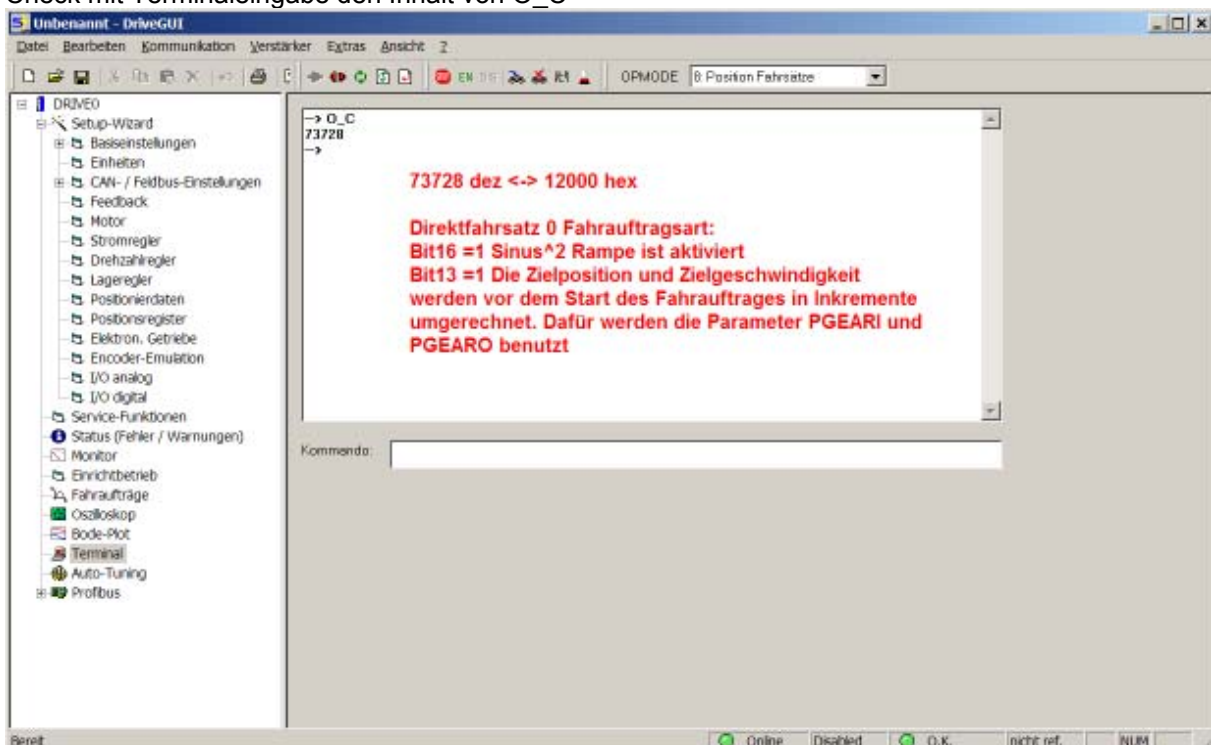 Check mit Terminaleingabe den Inhalt von O_C
Unbenannt - DriveGUI
Datei Bearbeiten Kommunikation Verstärker Extras Ansicht ?
EN DIS OPMODE 8: Position Fahrsätze
DRIVE0
Setup-Wizard
Basiseinstellungen
Einheiten
CAN- / Feldbus-Einstellungen
Feedback
Motor
Stromregler
Drehzahlregler
Lageregler
Positionierdaten
Positionsregister
Elektron. Getriebe
Encoder-Emulation
I/O analog
I/O digital
Service-Funktionen
Status (Fehler / Warnungen)
Monitor
Einrichtbetrieb
Fahraufträge
Oszilloskop
Bode-Plot
Terminal
Auto-Tuning
Profibus
--> O_C
73728
-->
73728 dez <-> 12000 hex
Direktfahrsatz 0 Fahrauftragsart:
Bit16 =1 Sinus^2 Rampe ist aktiviert
Bit13 =1 Die Zielposition und Zielgeschwindigkeit
werden vor dem Start des Fahrauftrages in Inkremente
umgerechnet. Dafür werden die Parameter PGEARI und
PGEARO benutzt
Kommando:
Bereit Online Disabled O.K. nicht ref. NUM